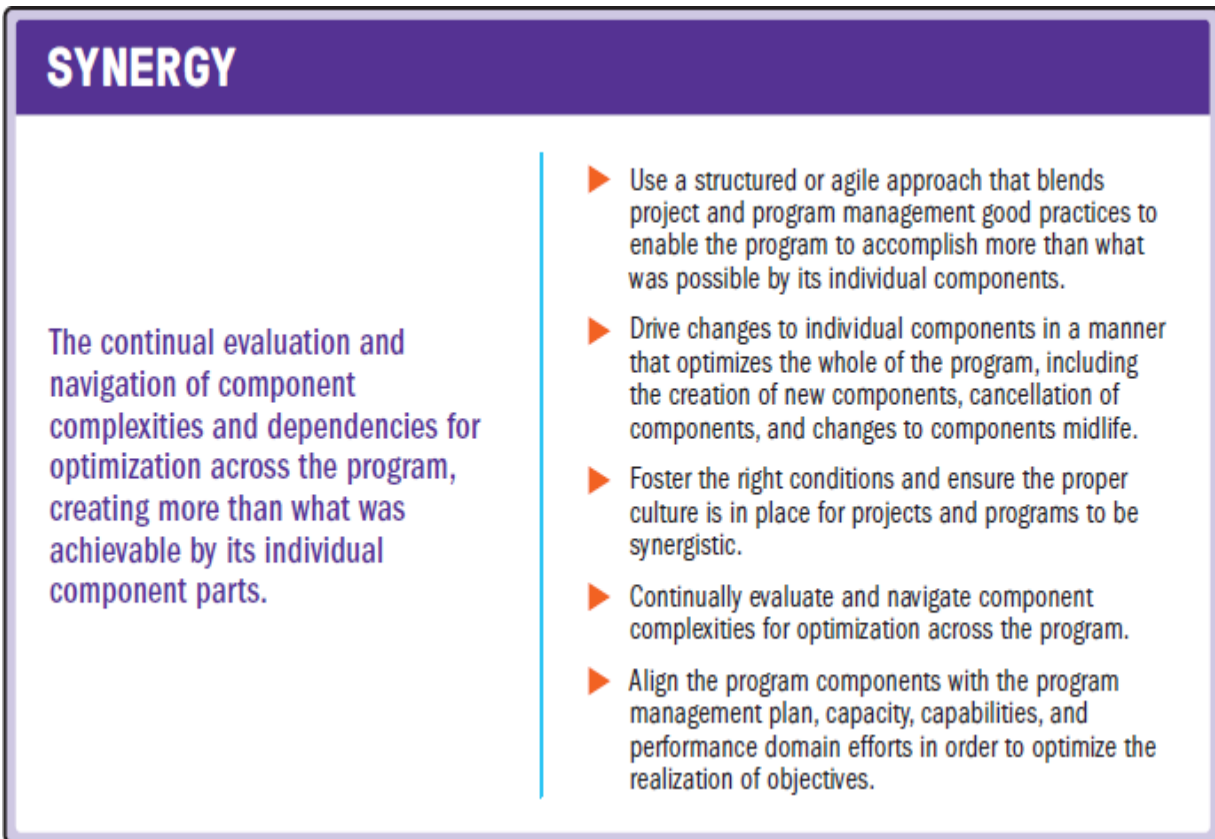 SYNERGY
The continual evaluation and
navigation of component
complexities and dependencies for
optimization across the program,
creating more than what was
achievable by its individual
component parts.
Use a structured or agile approach that blends
project and program management good practices to
enable the program to accomplish more than what
was possible by its individual components.
Drive changes to individual components in a manner
that optimizes the whole of the program, including
the creation of new components, cancellation of
components, and changes to components midlife.
Foster the right conditions and ensure the proper
culture is in place for projects and programs to be
synergistic.
Continually evaluate and navigate component
complexities for optimization across the program.
Align the program components with the program
management plan, capacity, capabilities, and
performance domain efforts in order to optimize the
realization of objectives.